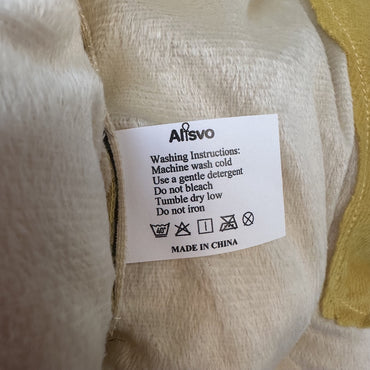 Alisvo
Washing Instructions:
Machine wash cold
Use a gentle detergent
Do not bleach
Tumble dry low
Do not iron
40°
MADE IN CHINA